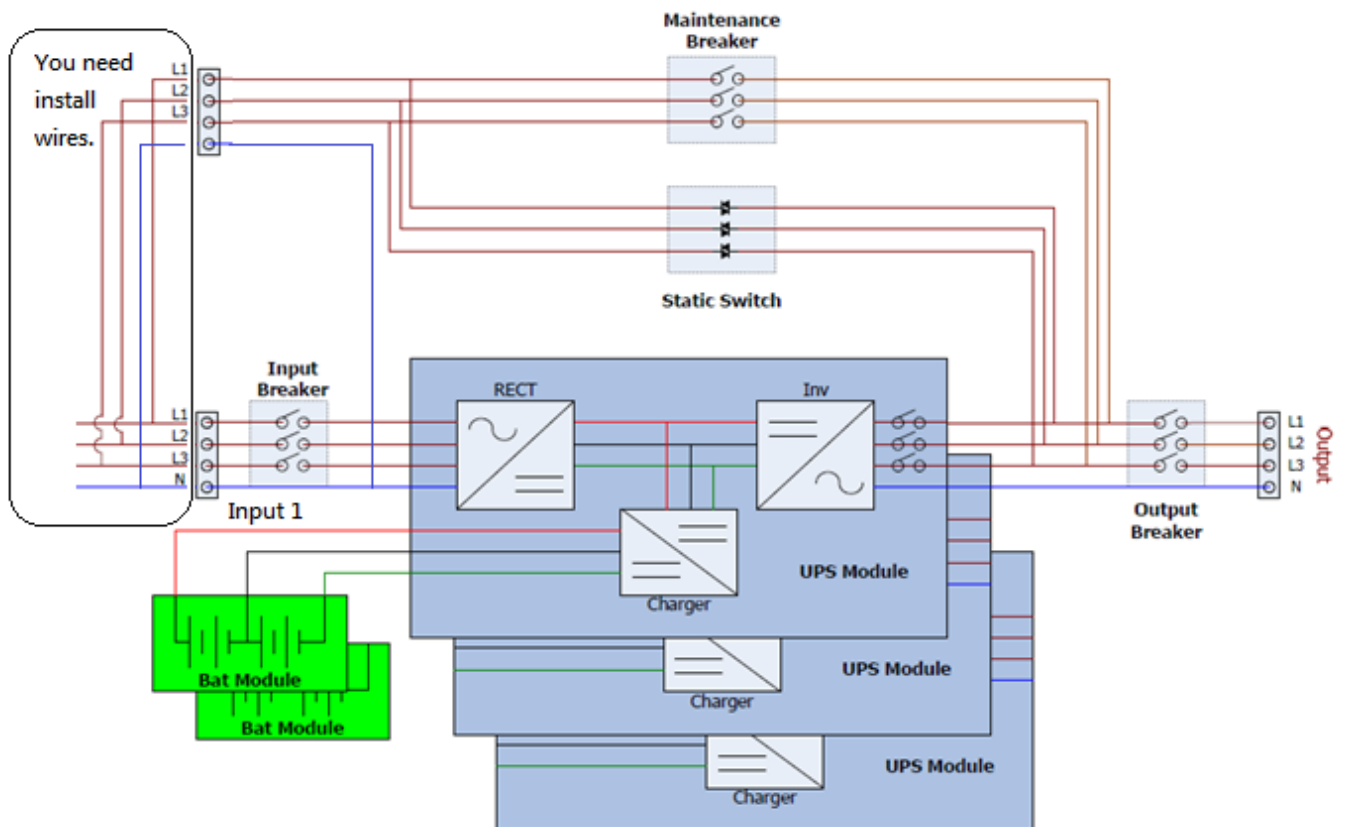 Maintenance
Breaker
You need
install
wires.
L1
L2
L3
Static Switch
Input
Breaker
RECT
Inv
L1
L2
L3
N
Input 1
L1
L2
L3
N
Output
Output
Breaker
Charger
UPS Module
Bat Module
Charger
UPS Module
Bat Module
Charger
UPS Module